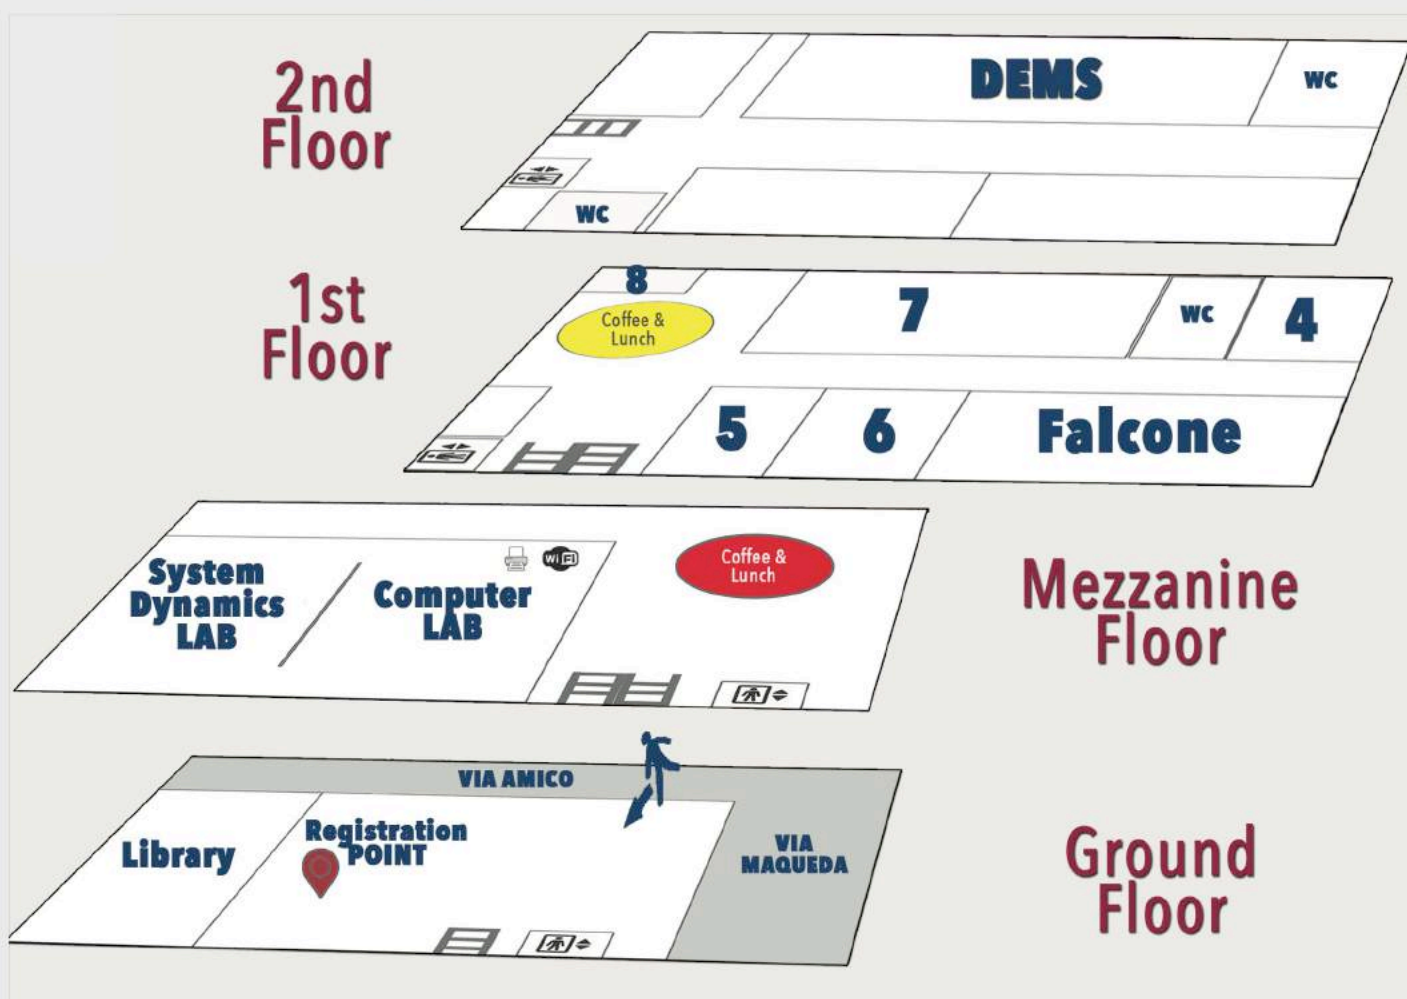 2nd
Floor
DEMS
WC
WC
1st
Floor
8
Coffee &
Lunch
7
WC
4
5
6
Falcone
System
Dynamics
LAB
Computer
LAB
WiFi
Coffee &
Lunch
Mezzanine
Floor
VIA AMICO
Library
Registration
POINT
VIA
MAQUEDA
Ground
Floor